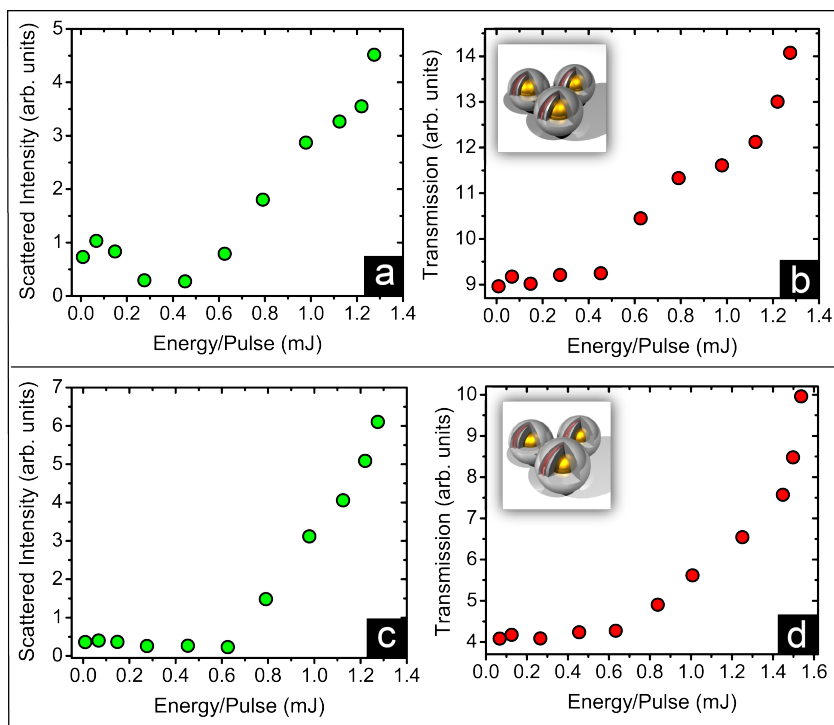 Scattered Intensity (arb. units)
5
4
3
2
1
0
0.0 0.2 0.4 0.6 0.8 1.0 1.2 1.4
Energy/Pulse (mJ)
a
Transmission (arb. units)
14
13
12
11
10
9
0.0 0.2 0.4 0.6 0.8 1.0 1.2 1.4
Energy/Pulse (mJ)
b
Scattered Intensity (arb. units)
7
6
5
4
3
2
1
0
0.0 0.2 0.4 0.6 0.8 1.0 1.2 1.4
Energy/Pulse (mJ)
c
Transmission (arb. units)
10
9
8
7
6
5
4
0.0 0.2 0.4 0.6 0.8 1.0 1.2 1.4 1.6
Energy/Pulse (mJ)
d